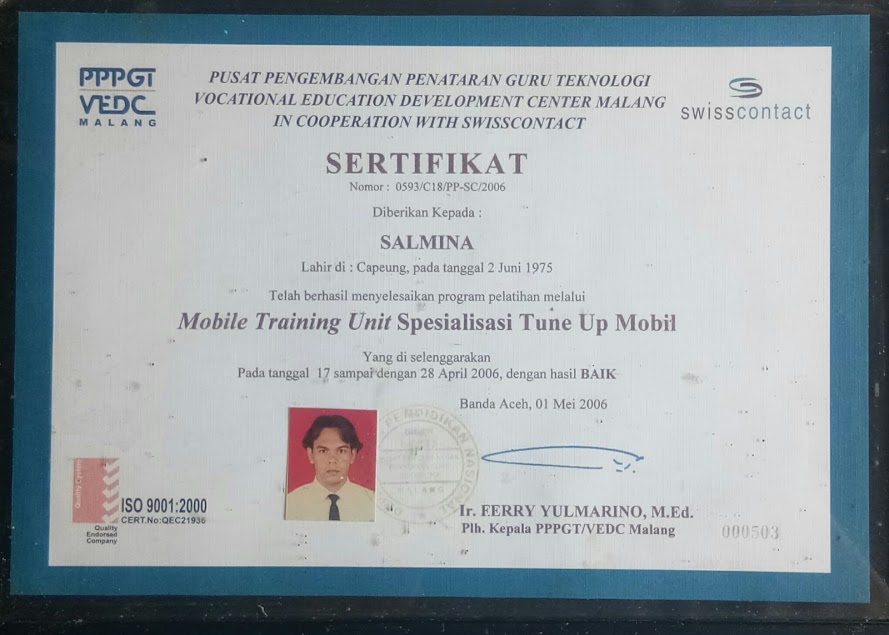 PPPGT
VEDC
MALANG
PUSAT PENGEMBANGAN PENATARAN GURU TEKNOLOGI
VOCATIONAL EDUCATION DEVELOPMENT CENTER MALANG
IN COOPERATION WITH SWISSCONTACT
swisscontact
SERTIFIKAT
Nomor : 0593/C18/PP-SC/2006
Diberikan Kepada :
SALMINA
Lahir di : Capeung, pada tanggal 2 Juni 1975
Telah berhasil menyelesaikan program pelatihan melalui
Mobile Training Unit Spesialisasi Tune Up Mobil
Yang di selenggarakan
Pada tanggal 17 sampai dengan 28 April 2006, dengan hasil BAIK
Banda Aceh, 01 Mei 2006
PENDIDIKAN NASIONAL
MALANG
Ir. FERRY YULMARINO, M.Ed.
Plh. Kepala PPPGT/VEDC Malang
000503
Quality
ISO 9001:2000
CERT.No:QEC21936
Quality
Endorsed
Company